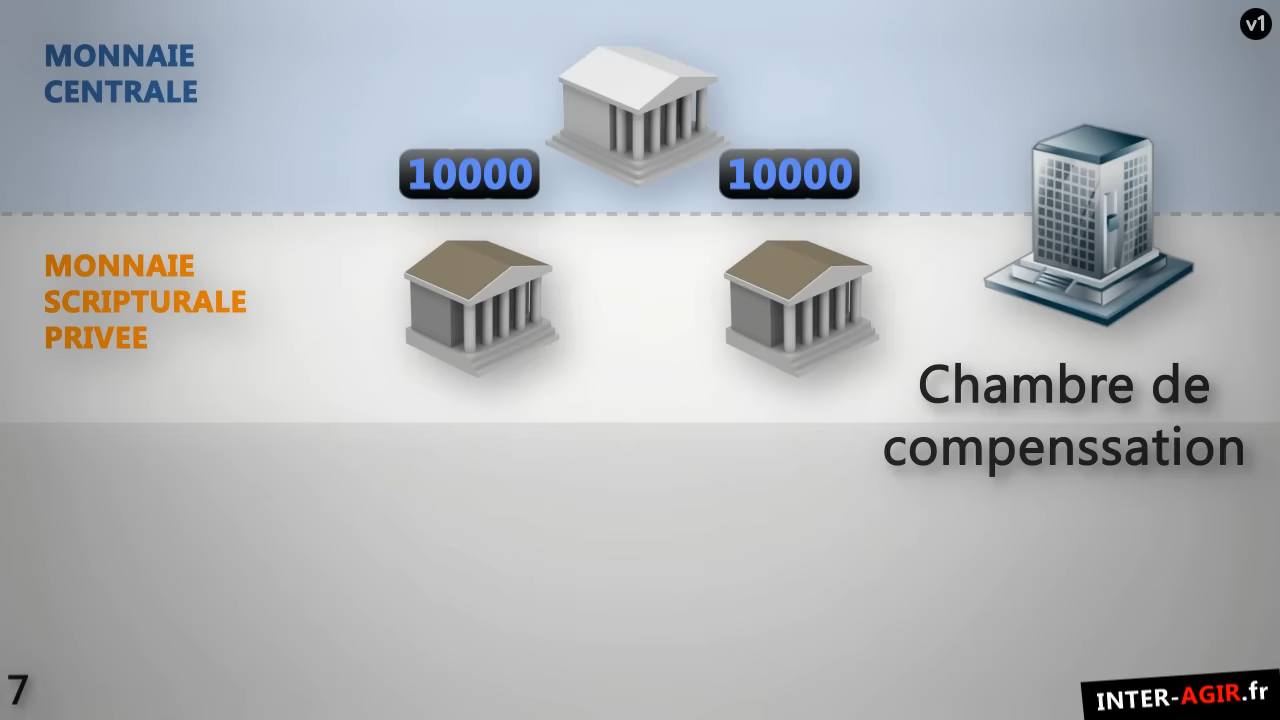 MONNAIE
CENTRALE
v1
10000
10000
MONNAIE
SCRIPTURALE
PRIVEE
Chambre de
compenssation
7
INTER-AGIR.fr